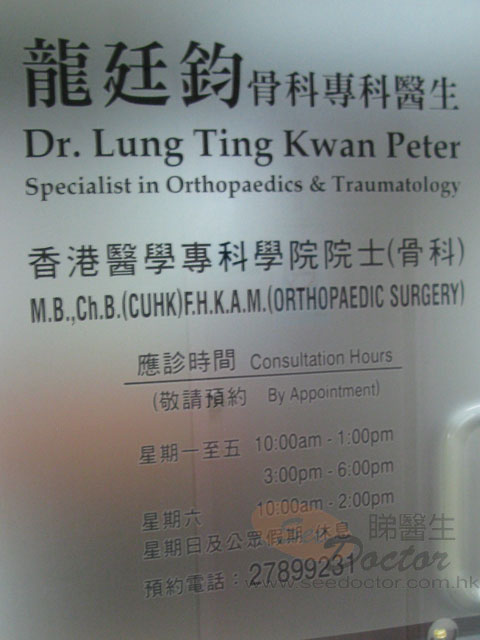 龍廷鈞骨科專科醫生
Dr. Lung Ting Kwan Peter
Specialist in Orthopaedics & Traumatology
香港醫學專科學院院士(骨科)
M.B.,Ch.B.(CUHK)F.H.K.A.M.(ORTHOPAEDIC SURGERY)
應診時間 Consultation Hours
(敬請預約 By Appointment)
星期一至五 10:00am - 1:00pm
3:00pm - 6:00pm
星期六 10:00am - 2:00pm
星期日及公眾假期 休息
預約電話：27899231
See Doctor 睇醫生
www.seedoctor.com.hk